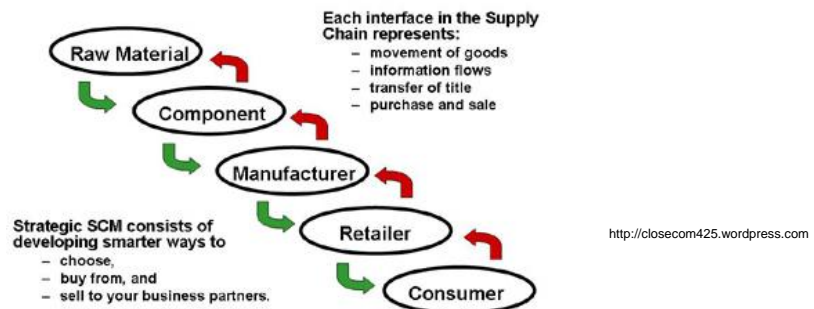 Each interface in the Supply
Chain represents:
– movement of goods
– information flows
– transfer of title
– purchase and sale
Raw Material
Component
Manufacturer
Retailer
Consumer
Strategic SCM consists of
developing smarter ways to
– choose,
– buy from, and
– sell to your business partners.
http://closecom425.wordpress.com